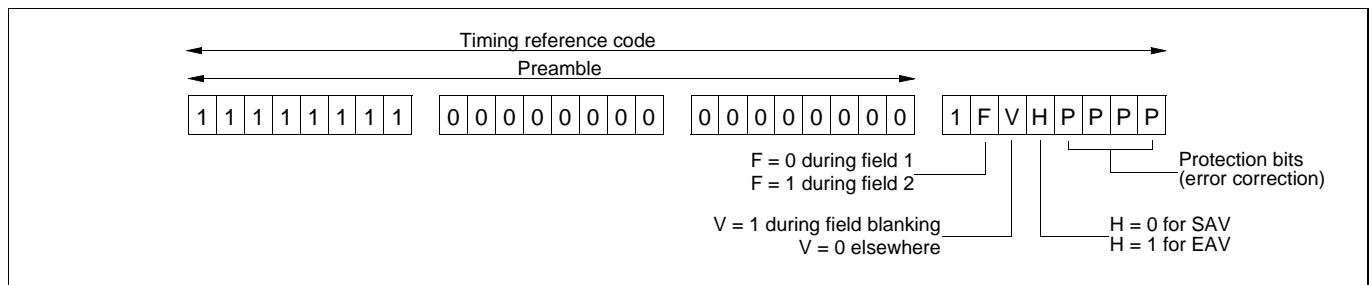 Timing reference code
Preamble
1 1 1 1 1 1 1 1 0 0 0 0 0 0 0 0 0 0 0 0 0 0 0 0 1 F V H P P P P
F = 0 during field 1
F = 1 during field 2
Protection bits
(error correction)
V = 1 during field blanking
V = 0 elsewhere
H = 0 for SAV
H = 1 for EAV